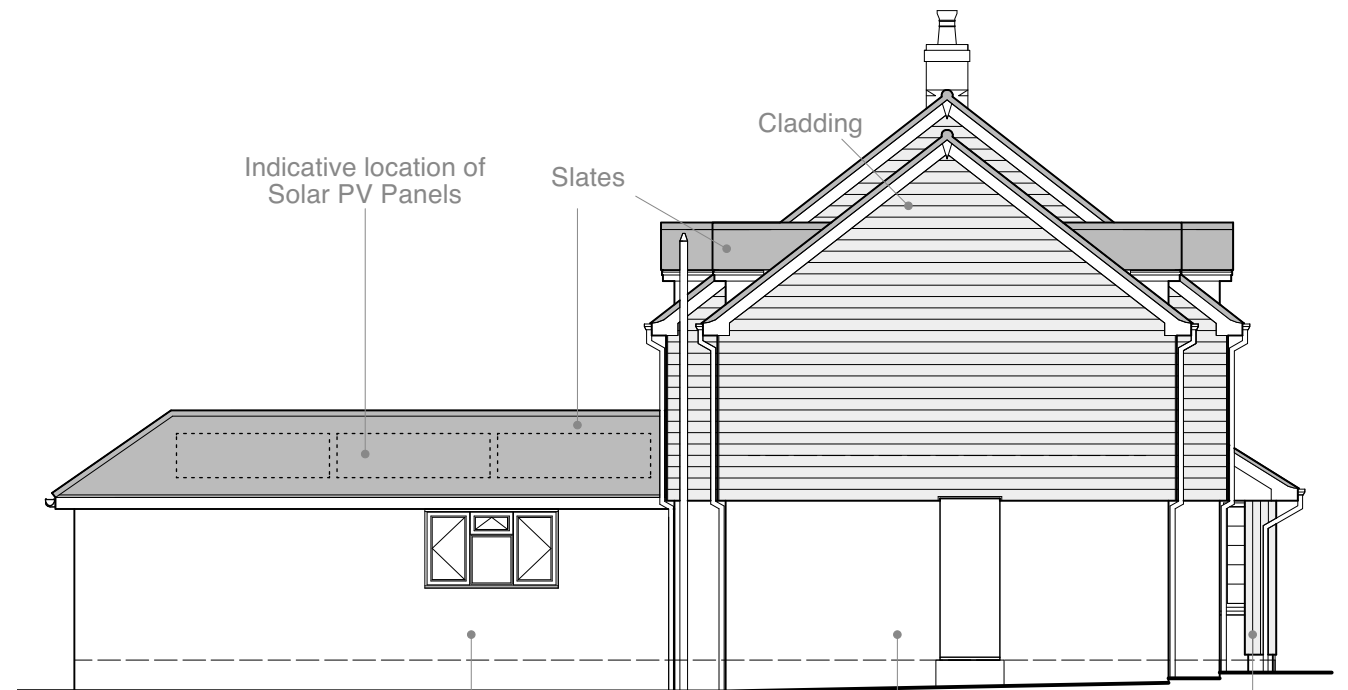 Cladding
Indicative location of
Solar PV Panels
Slates